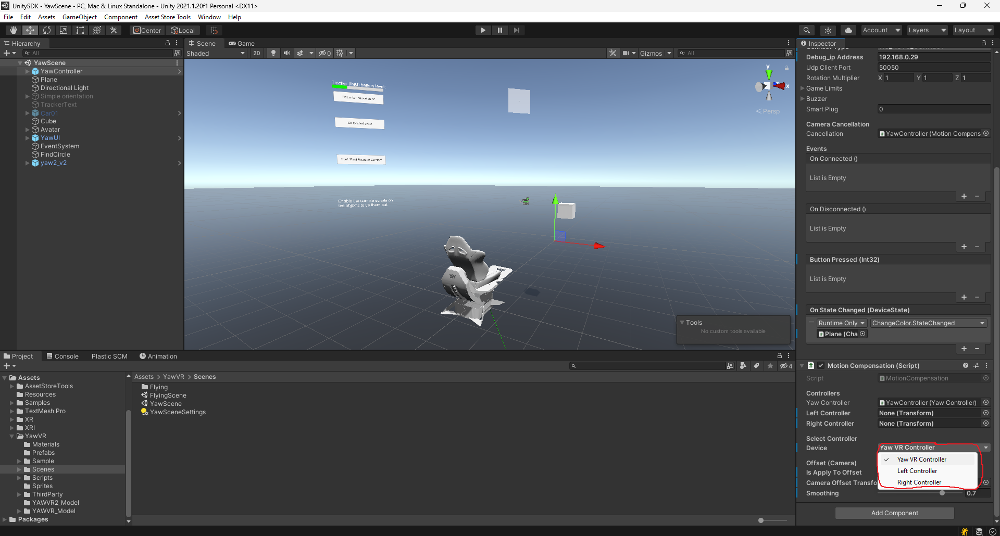 UnitySDK - YawScene - PC, Mac & Linux Standalone - Unity 2021.1.20f1 Personal <DX11>
File Edit Assets GameObject Component Asset Store Tools Window Help
Center Local Account Layers Layout
Hierarchy
All
YawScene
YawController
Plane
Directional Light
Simple orientation
TrackerText
Car01
Cube
Avatar
YawUI
EventSystem
FindCircle
yaw2_v2
Scene Game
Shaded 2D 0 Gizmos All
Tracker (IMU) battery level:
Recenter cancellation
Calibrate device
Start "Find Rotation Center"
Enable the sample scripts on
the objects to try them out
y
x
Persp
Tools
No custom tools available
Project Console Plastic SCM Animation
4
Assets
AssetStoreTools
Resources
Samples
TextMesh Pro
XR
XRI
YawVR
Materials
Prefabs
Sample
Scenes
Scripts
Sprites
ThirdParty
YAWVR2_Model
YAWVR_Model
Packages
Assets > YawVR > Scenes
Flying
FlyingScene
YawScene
YawSceneSettings
Inspector
Debug_ip Address 192.168.0.29
Udp Client Port 50050
Rotation Multiplier X 1 Y 1 Z 1
Game Limits
Buzzer
Smart Plug 0
Camera Cancellation
Cancellation YawController (Motion Compens
Events
On Connected ()
List is Empty
+ −
On Disconnected ()
List is Empty
+ −
Button Pressed (Int32)
List is Empty
+ −
On State Changed (DeviceState)
Runtime Only ChangeColor.StateChanged
Plane (Cha
+ −
Motion Compensation (Script)
Script MotionCompensation
Controllers
Yaw Controller YawController (Yaw Controller)
Left Controller None (Transform)
Right Controller None (Transform)
Select Controller
Device Yaw VR Controller
Yaw VR Controller
Left Controller
Right Controller
Offset (Camera)
Is Apply To Offset
Camera Offset Transfo
Smoothing 0.7
Add Component